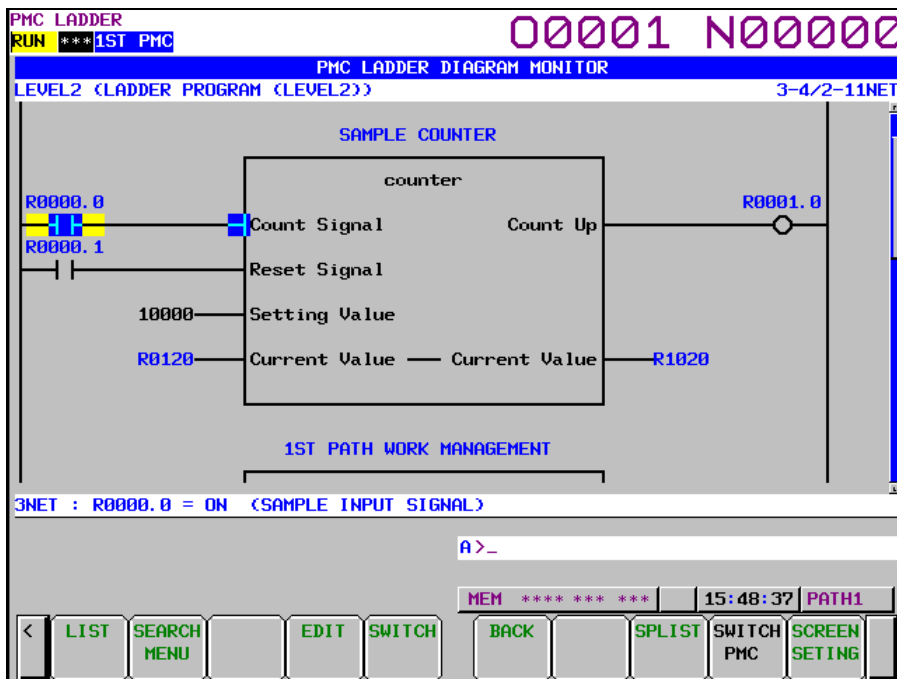 PMC LADDER
RUN *** 1ST PMC
O0001 N00000
PMC LADDER DIAGRAM MONITOR
LEVEL2 (LADDER PROGRAM (LEVEL2)) 3-4/2-11NET
SAMPLE COUNTER
counter
R0000.0 R0001.0
Count Signal Count Up
R0000.1
Reset Signal
10000 Setting Value
R0120 Current Value Current Value R1020
1ST PATH WORK MANAGEMENT
3NET : R0000.0 = ON (SAMPLE INPUT SIGNAL)
A>_
MEM **** *** *** 15:48:37 PATH1
< LIST SEARCH MENU EDIT SWITCH BACK SPLIST SWITCH PMC SCREEN SETING